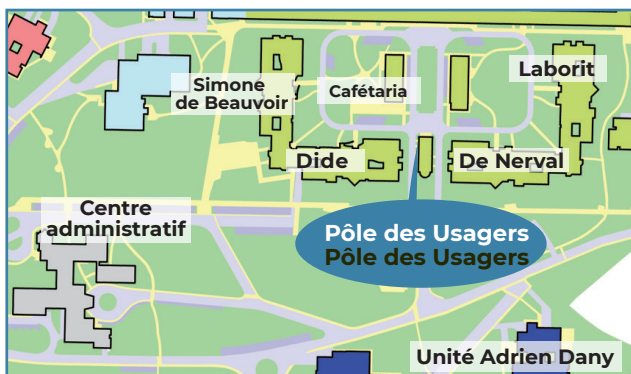 Simone
de Beauvoir
Cafétaria
Laborit
Dide
De Nerval
Centre
administratif
Pôle des Usagers
Pôle des Usagers
Unité Adrien Dany